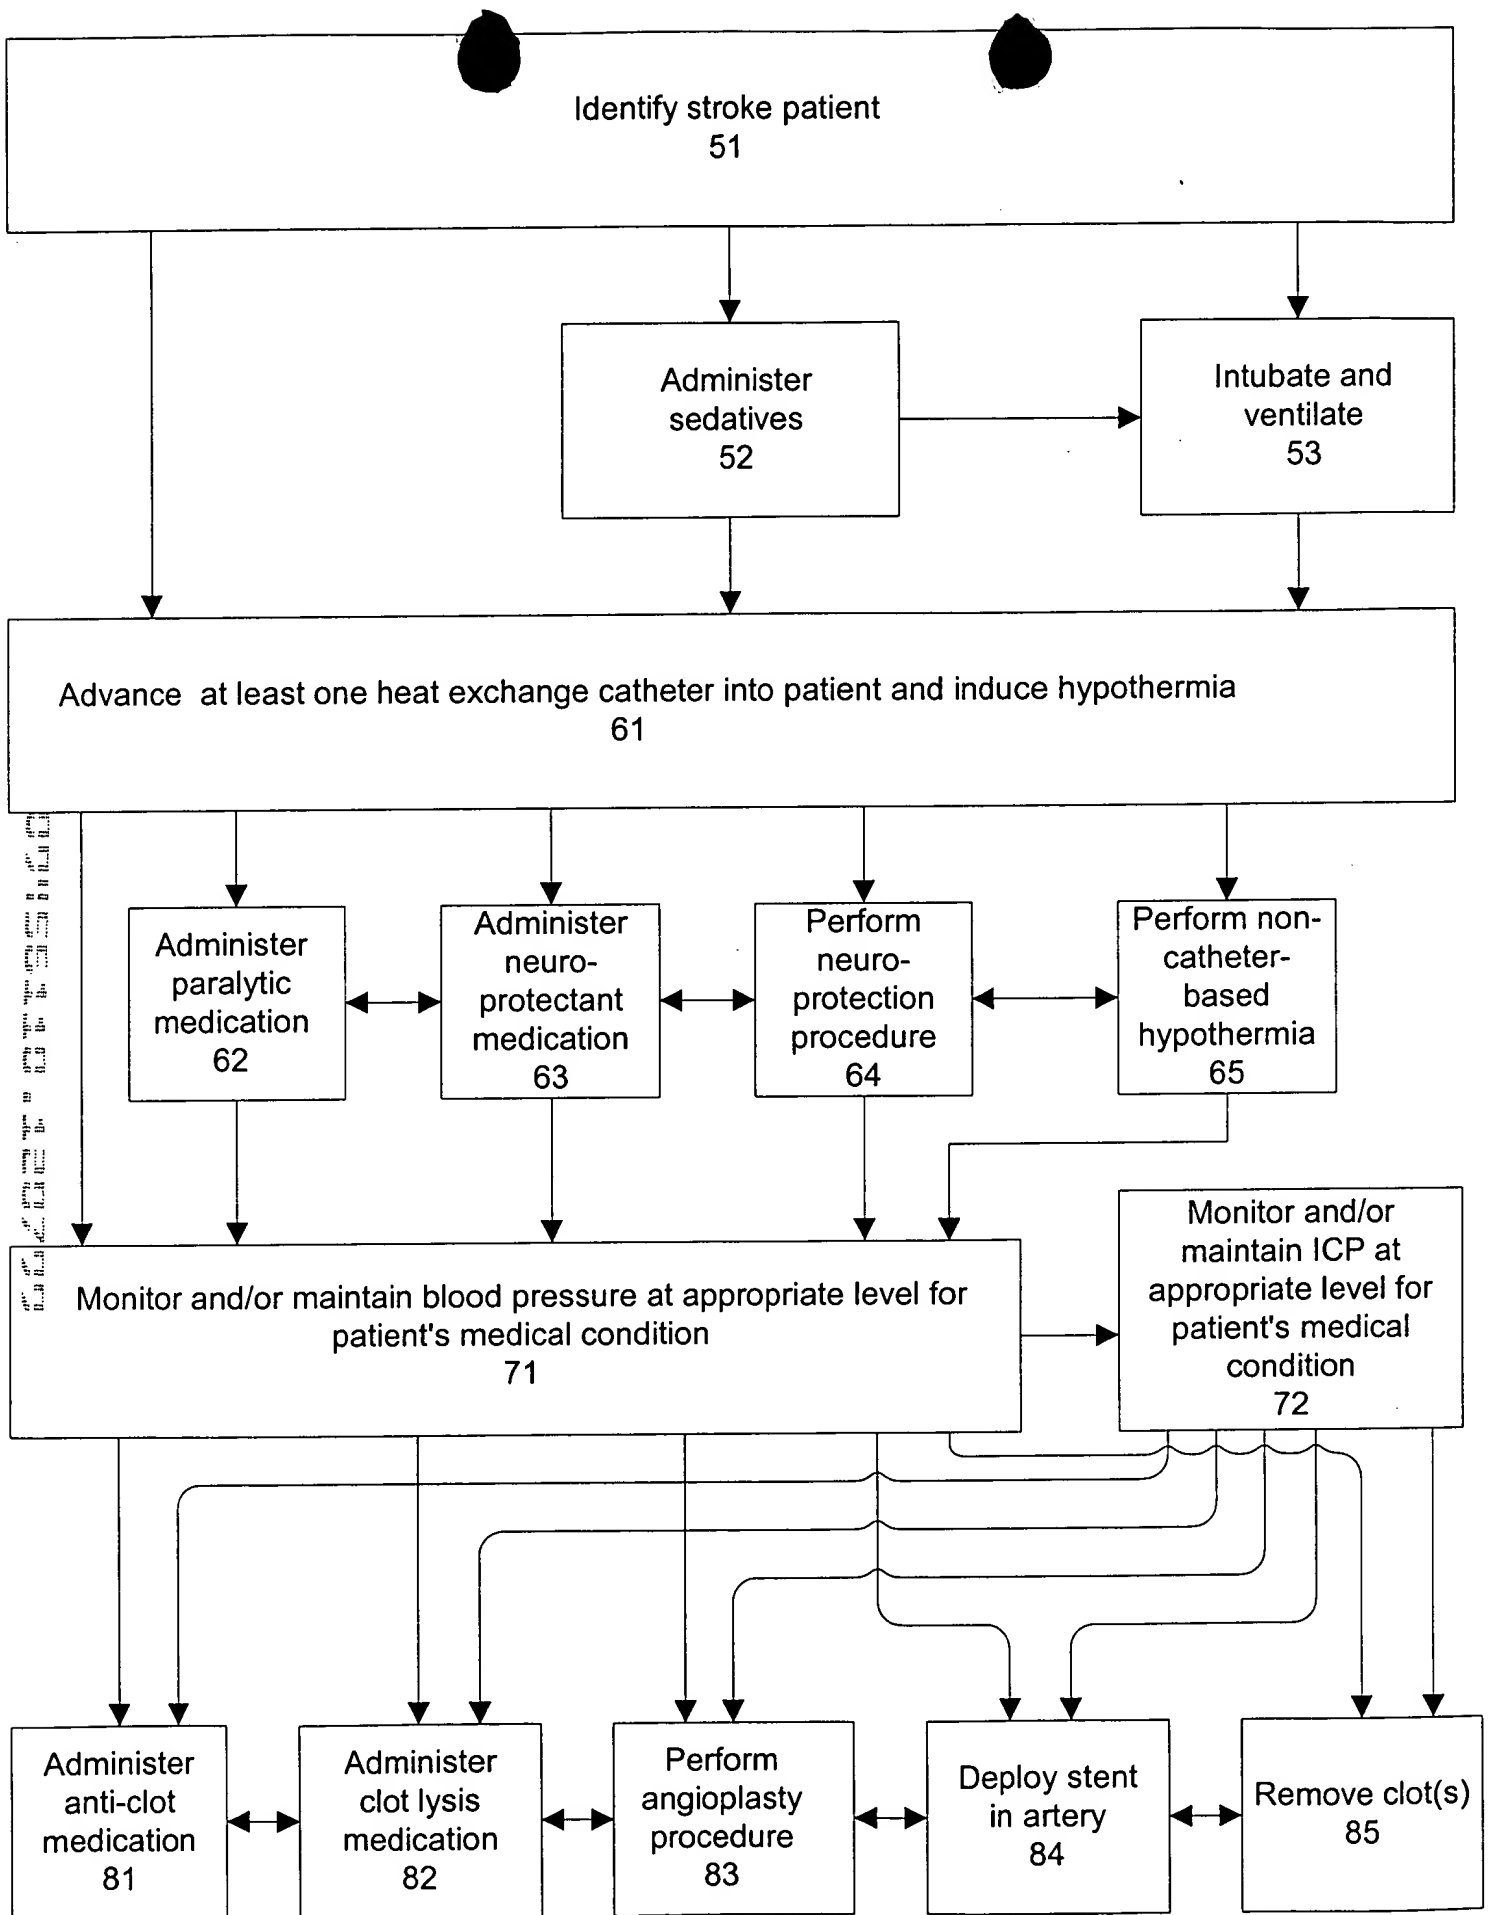 Identify stroke patient
51
Administer
sedatives
52
Intubate and
ventilate
53
Advance at least one heat exchange catheter into patient and induce hypothermia
61
Administer
paralytic
medication
62
Administer
neuro-
protectant
medication
63
Perform
neuro-
protection
procedure
64
Perform non-
catheter-
based
hypothermia
65
Monitor and/or maintain blood pressure at appropriate level for
patient's medical condition
71
Monitor and/or
maintain ICP at
appropriate level for
patient's medical
condition
72
Administer
anti-clot
medication
81
Administer
clot lysis
medication
82
Perform
angioplasty
procedure
83
Deploy stent
in artery
84
Remove clot(s)
85